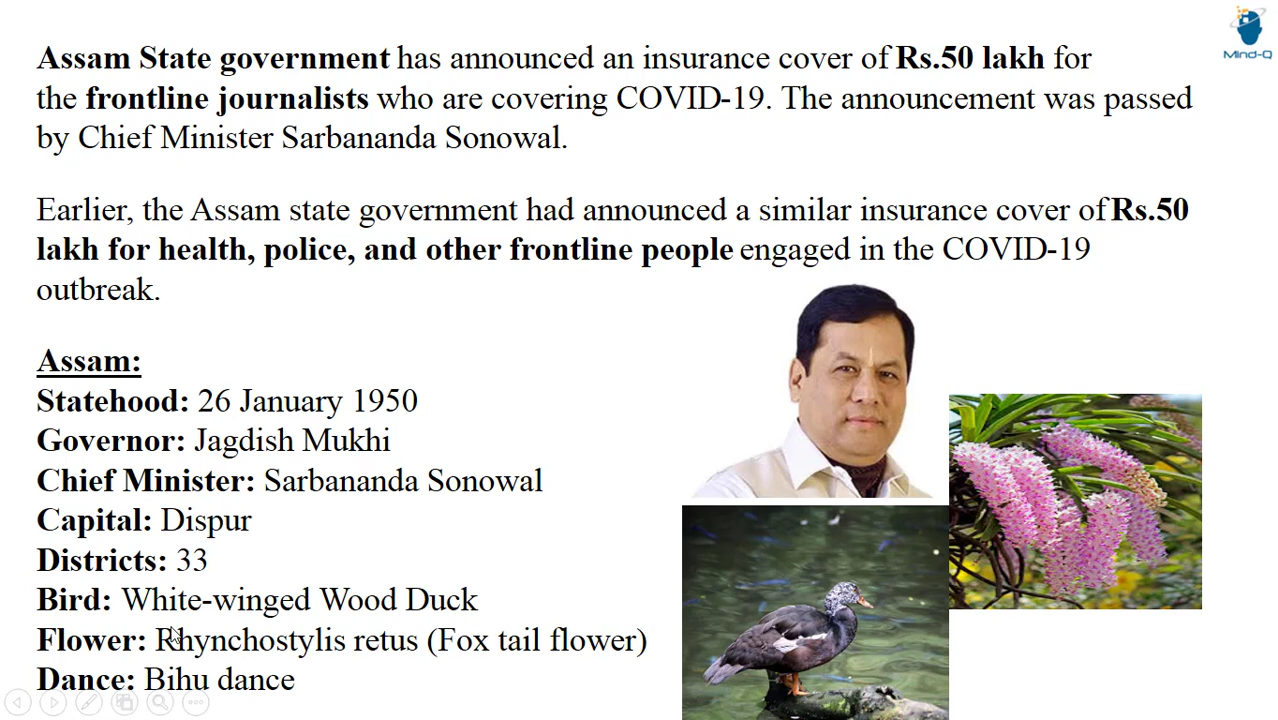 Assam State government has announced an insurance cover of Rs.50 lakh for
the frontline journalists who are covering COVID-19. The announcement was passed
by Chief Minister Sarbananda Sonowal.
Earlier, the Assam state government had announced a similar insurance cover of Rs.50
lakh for health, police, and other frontline people engaged in the COVID-19
outbreak.
Assam:
Statehood: 26 January 1950
Governor: Jagdish Mukhi
Chief Minister: Sarbananda Sonowal
Capital: Dispur
Districts: 33
Bird: White-winged Wood Duck
Flower: Rhynchostylis retus (Fox tail flower)
Dance: Bihu dance
Mind-Q